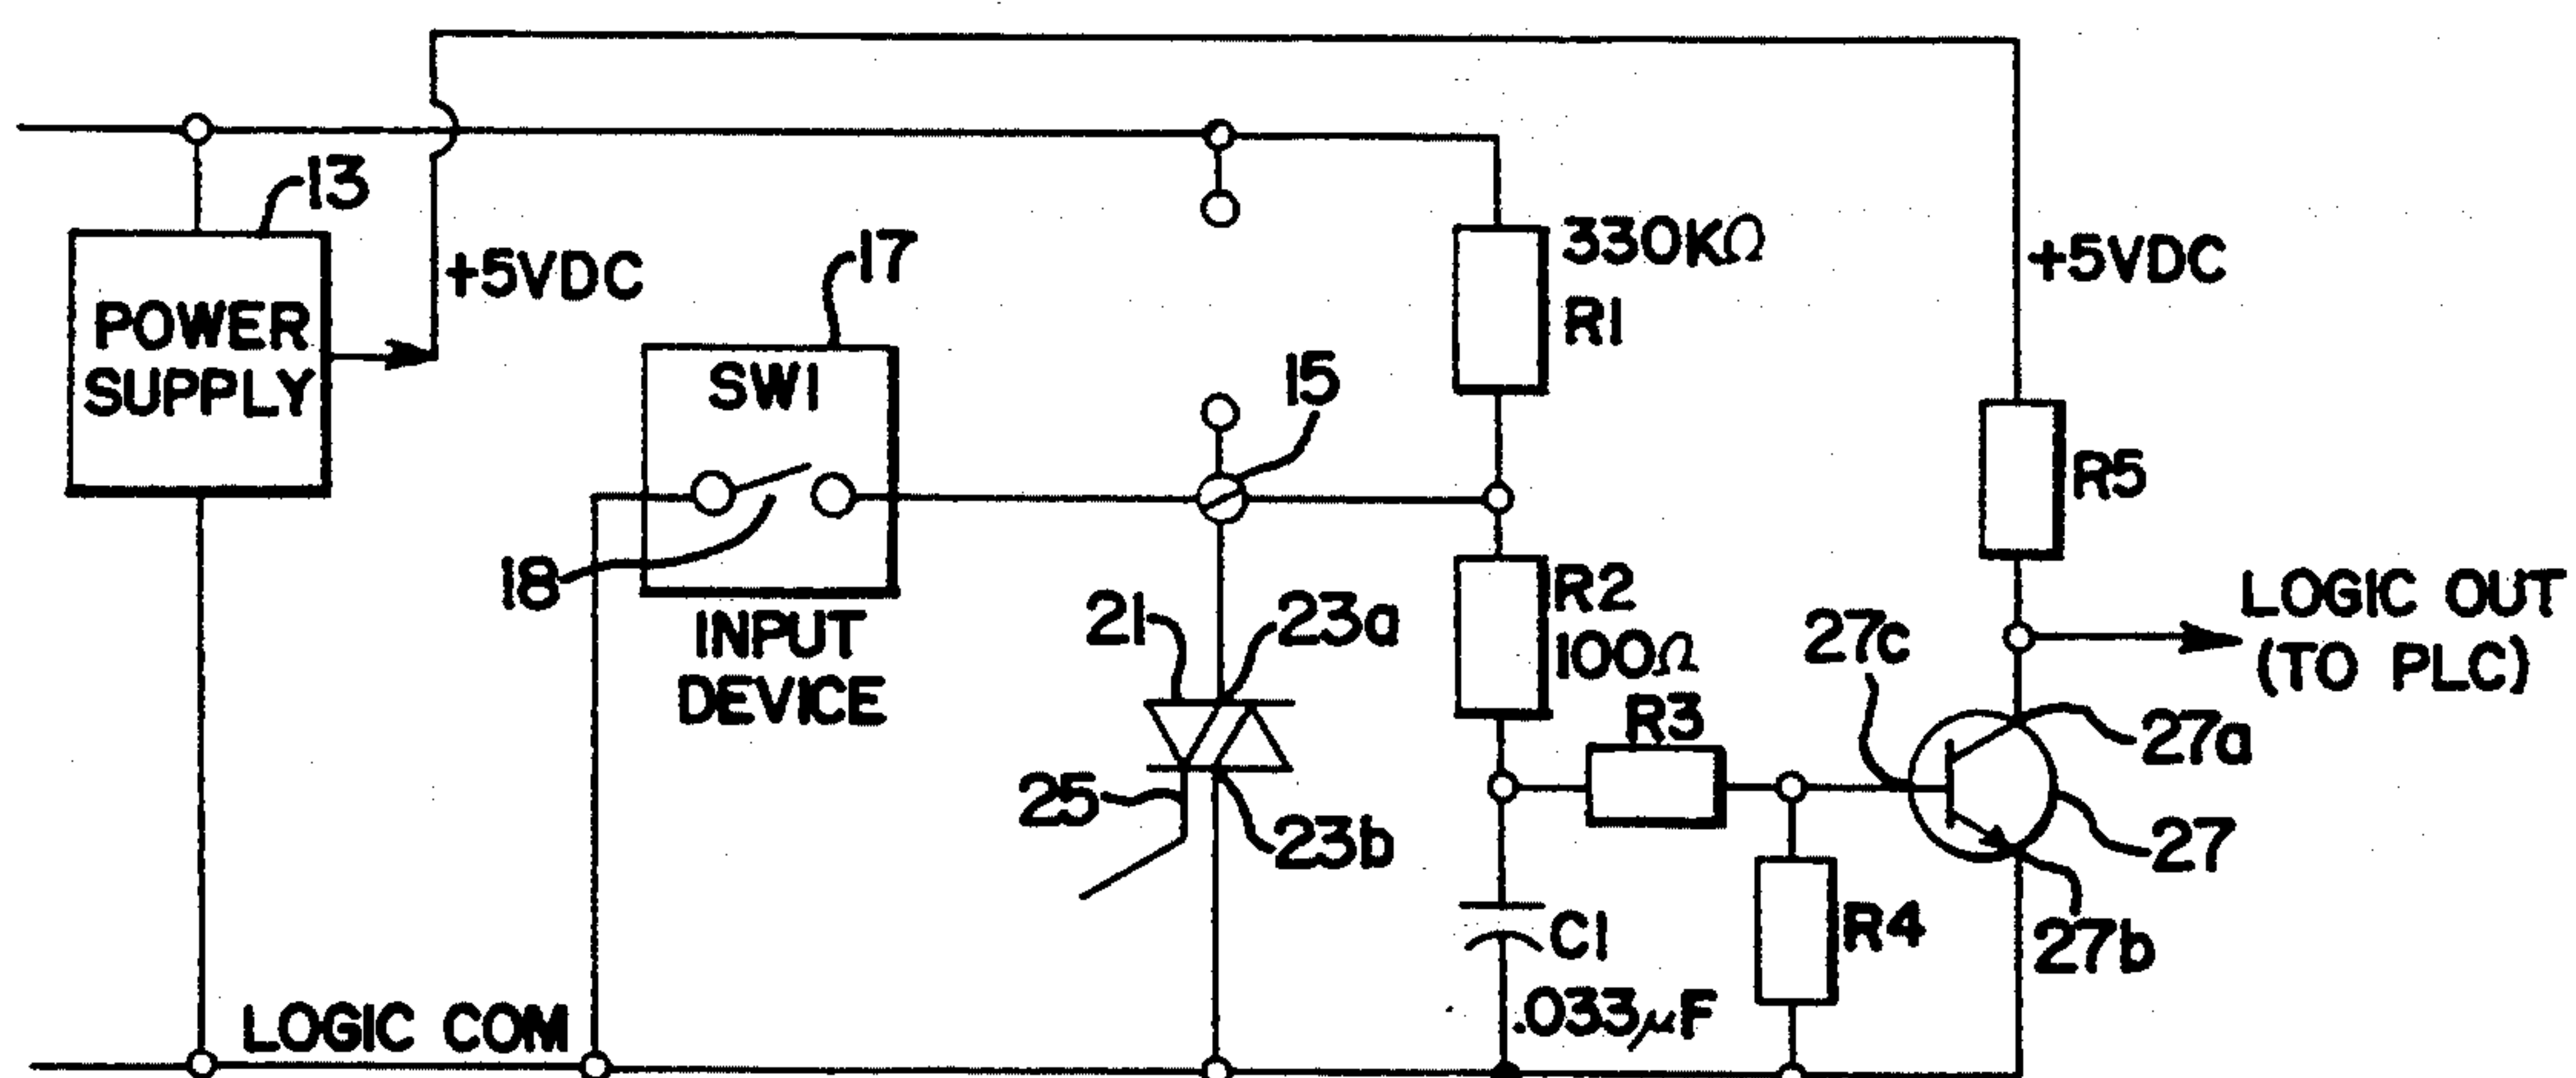 13
+5VDC
POWER
SUPPLY
17
SW1
18
INPUT
DEVICE
15
330KΩ
R1
+5VDC
R5
21
23a
25
23b
R2
100Ω
R3
27c
LOGIC OUT
(TO PLC)
27a
27
27b
R4
C1
.033μF
LOGIC COM